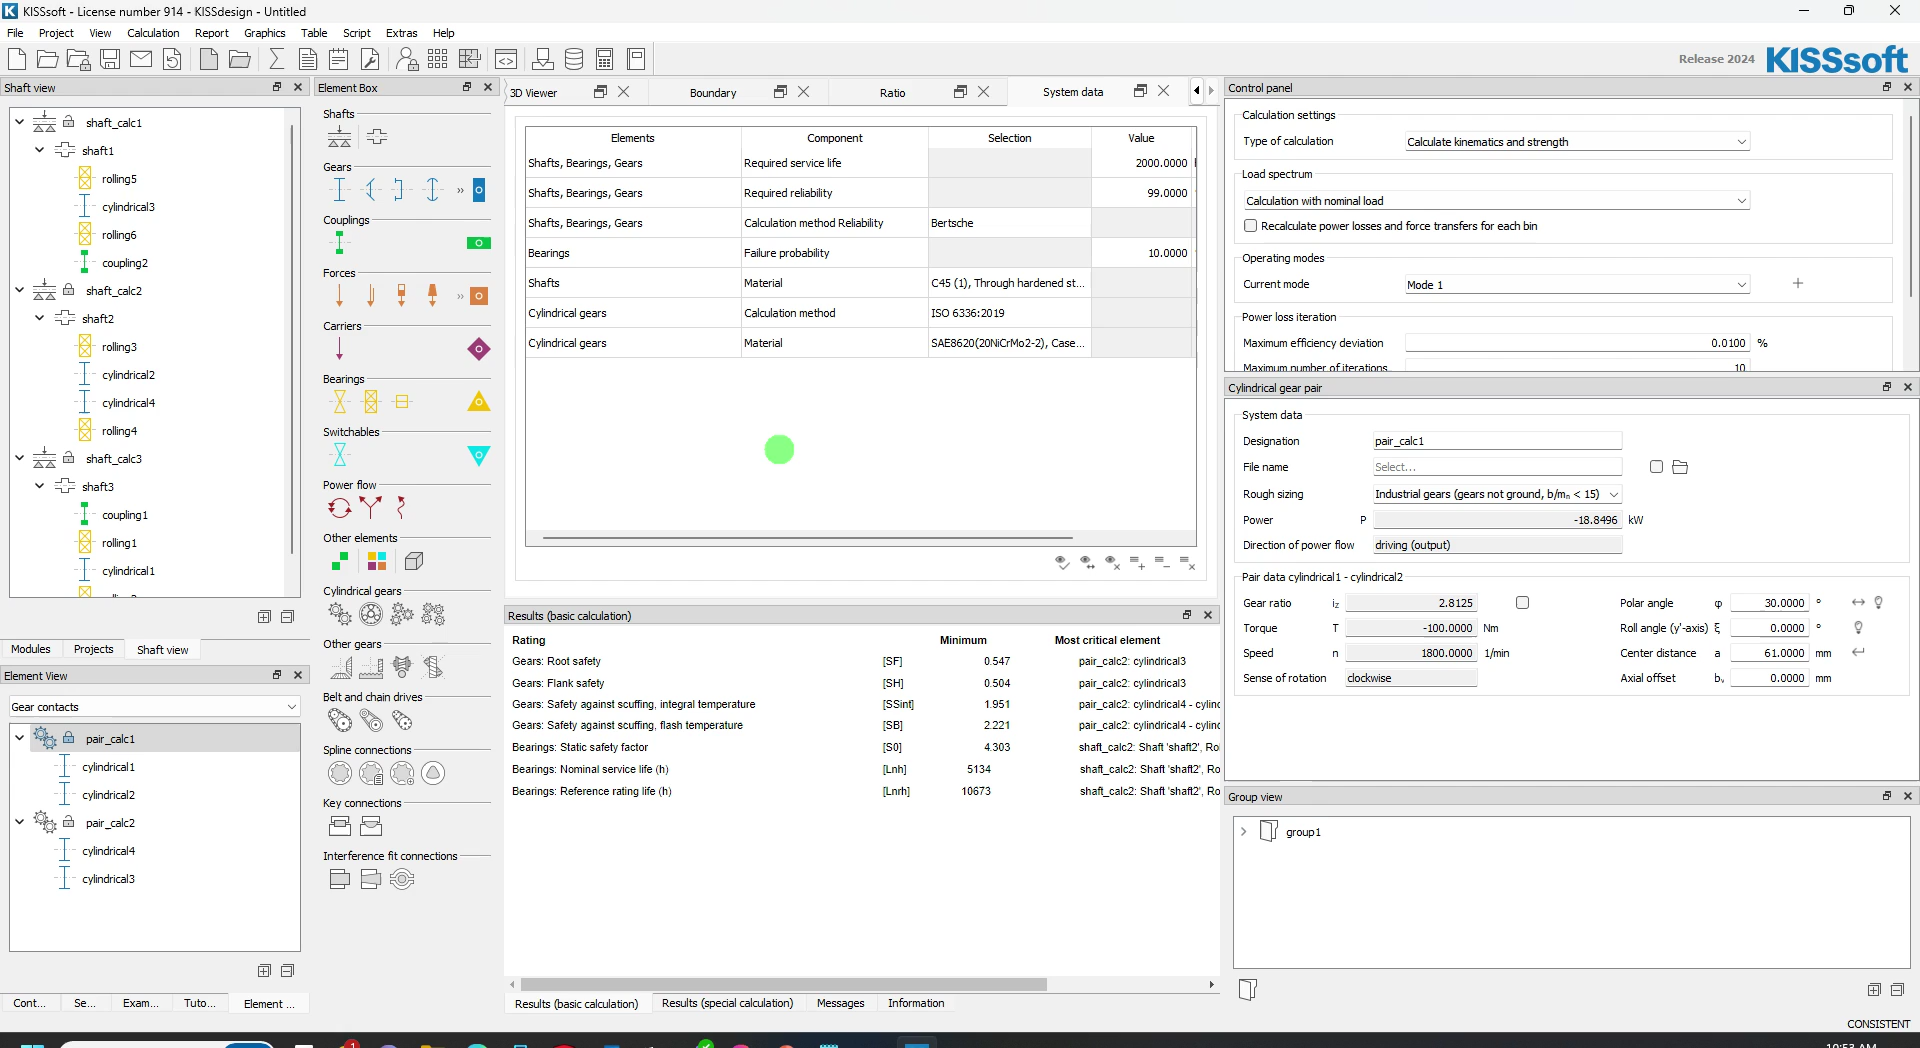 KISSsoft - License number 914 - KISSdesign - Untitled
File Project View Calculation Report Graphics Table Script Extras Help
Release 2024 KISSsoft
Shaft view
shaft_calc1
shaft1
rolling5
cylindrical3
rolling6
coupling2
shaft_calc2
shaft2
rolling3
cylindrical2
cylindrical4
rolling4
shaft_calc3
shaft3
coupling1
rolling1
cylindrical1
Modules Projects Shaft view
Element View
Gear contacts
pair_calc1
cylindrical1
cylindrical2
pair_calc2
cylindrical4
cylindrical3
Cont... Se... Exam... Tuto... Element ...
Element Box
Shafts
Gears
Couplings
Forces
Carriers
Bearings
Switchables
Power flow
Other elements
Cylindrical gears
Other gears
Belt and chain drives
Spline connections
Key connections
Interference fit connections
3D Viewer Boundary Ratio System data
Elements Component Selection Value
Shafts, Bearings, Gears Required service life 2000.0000
Shafts, Bearings, Gears Required reliability 99.0000
Shafts, Bearings, Gears Calculation method Reliability Bertsche
Bearings Failure probability 10.0000
Shafts Material C45 (1), Through hardened st...
Cylindrical gears Calculation method ISO 6336:2019
Cylindrical gears Material SAE8620(20NiCrMo2-2), Case...
Results (basic calculation)
Rating Minimum Most critical element
Gears: Root safety [SF] 0.547 pair_calc2: cylindrical3
Gears: Flank safety [SH] 0.504 pair_calc2: cylindrical3
Gears: Safety against scuffing, integral temperature [SSint] 1.951 pair_calc2: cylindrical4 - cylin
Gears: Safety against scuffing, flash temperature [SB] 2.221 pair_calc2: cylindrical4 - cylin
Bearings: Static safety factor [S0] 4.303 shaft_calc2: Shaft 'shaft2', Ro
Bearings: Nominal service life (h) [Lnh] 5134 shaft_calc2: Shaft 'shaft2', Ro
Bearings: Reference rating life (h) [Lnrh] 10673 shaft_calc2: Shaft 'shaft2', Ro
Results (basic calculation) Results (special calculation) Messages Information
Control panel
Calculation settings
Type of calculation Calculate kinematics and strength
Load spectrum
Calculation with nominal load
Recalculate power losses and force transfers for each bin
Operating modes
Current mode Mode 1
Power loss iteration
Maximum efficiency deviation 0.0100 %
Maximum number of iterations 10
Cylindrical gear pair
System data
Designation pair_calc1
File name Select...
Rough sizing Industrial gears (gears not ground, b/mₙ < 15)
Power P -18.8496 kW
Direction of power flow driving (output)
Pair data cylindrical1 - cylindrical2
Gear ratio iz 2.8125 Polar angle φ 30.0000 °
Torque T -100.0000 Nm Roll angle (y'-axis) ξ 0.0000 °
Speed n 1800.0000 1/min Center distance a 61.0000 mm
Sense of rotation clockwise Axial offset bᵥ 0.0000 mm
Group view
group1
CONSISTENT
1
10:53 AM